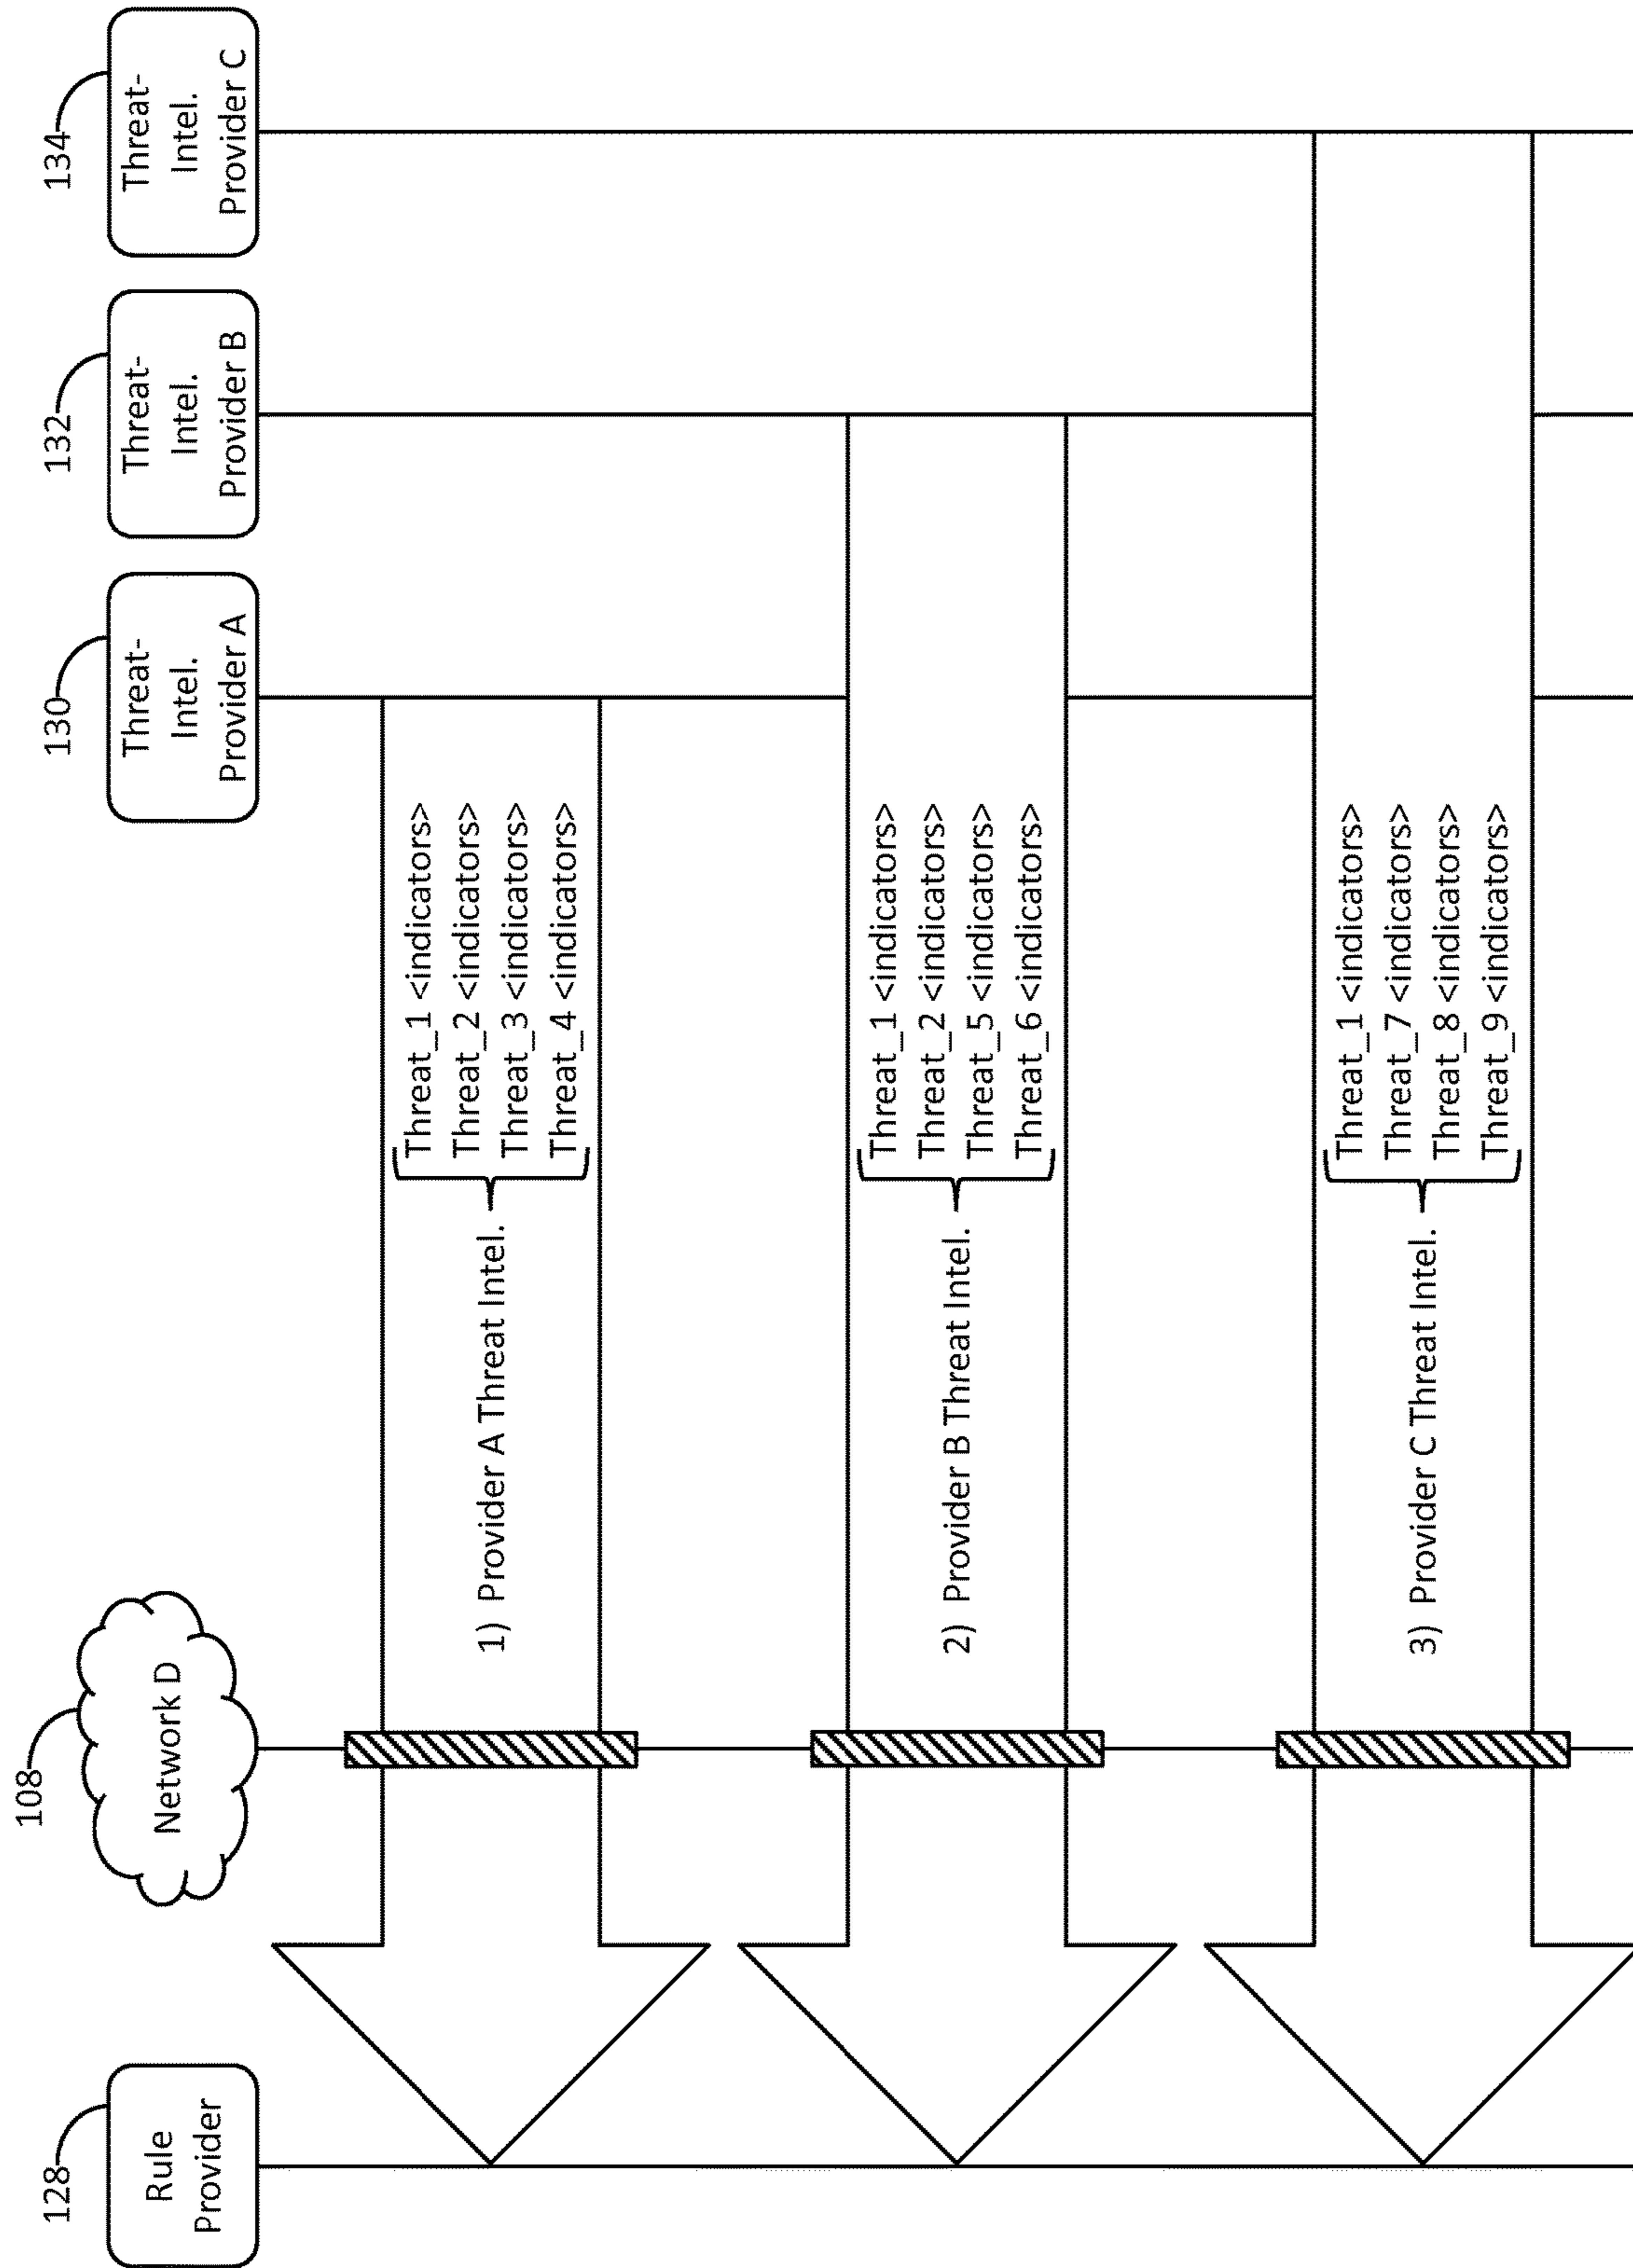 128
108
130
132
134
Rule
Provider
Network D
Threat-
Intel.
Provider A
Threat-
Intel.
Provider B
Threat-
Intel.
Provider C
1) Provider A Threat Intel.
Threat_1 <indicators>
Threat_2 <indicators>
Threat_3 <indicators>
Threat_4 <indicators>
2) Provider B Threat Intel.
Threat_1 <indicators>
Threat_2 <indicators>
Threat_5 <indicators>
Threat_6 <indicators>
3) Provider C Threat Intel.
Threat_1 <indicators>
Threat_7 <indicators>
Threat_8 <indicators>
Threat_9 <indicators>